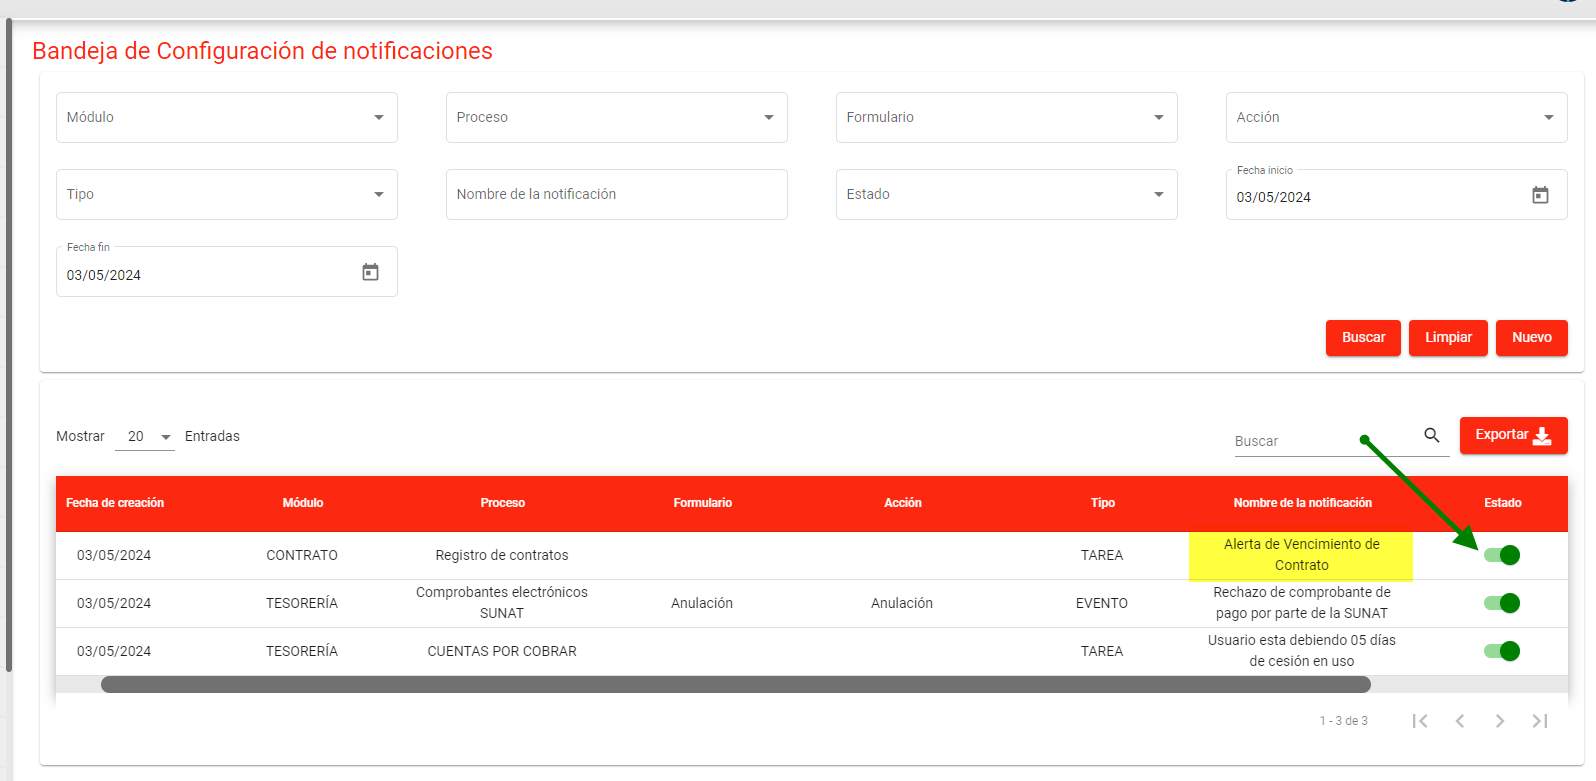 Bandeja de Configuración de notificaciones
Módulo
Proceso
Formulario
Acción
Tipo
Nombre de la notificación
Estado
Fecha inicio
03/05/2024
Fecha fin
03/05/2024
Buscar
Limpiar
Nuevo
Mostrar 20 Entradas
Buscar
Exportar
Fecha de creación Módulo Proceso Formulario Acción Tipo Nombre de la notificación Estado
03/05/2024 CONTRATO Registro de contratos TAREA Alerta de Vencimiento de
Contrato
03/05/2024 TESORERÍA Comprobantes electrónicos
SUNAT
Anulación Anulación EVENTO Rechazo de comprobante de
pago por parte de la SUNAT
03/05/2024 TESORERÍA CUENTAS POR COBRAR TAREA Usuario esta debiendo 05 días
de cesión en uso
1 - 3 de 3